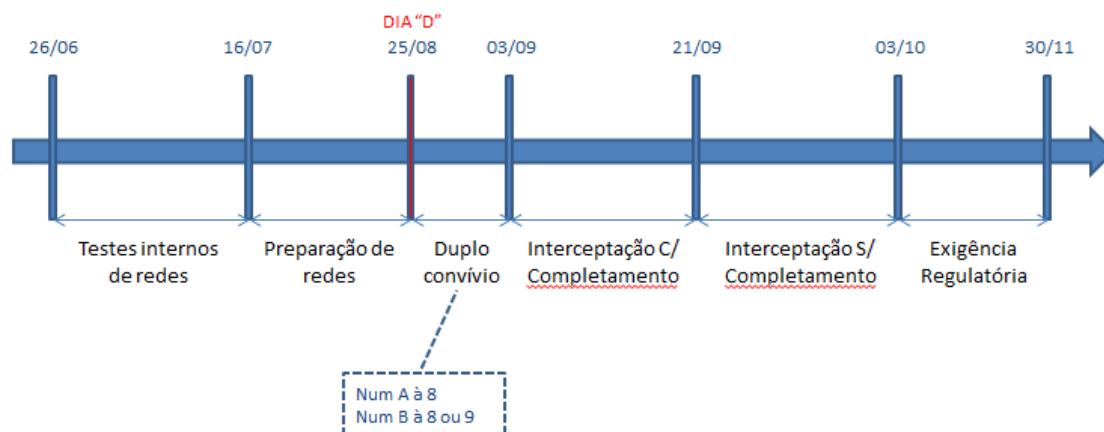 DIA “D”
26/06 16/07 25/08 03/09 21/09 03/10 30/11
Testes internos
de redes
Preparação de
redes
Duplo
convívio
Interceptação C/
Completamento
Interceptação S/
Completamento
Exigência
Regulatória
Num A à 8
Num B à 8 ou 9